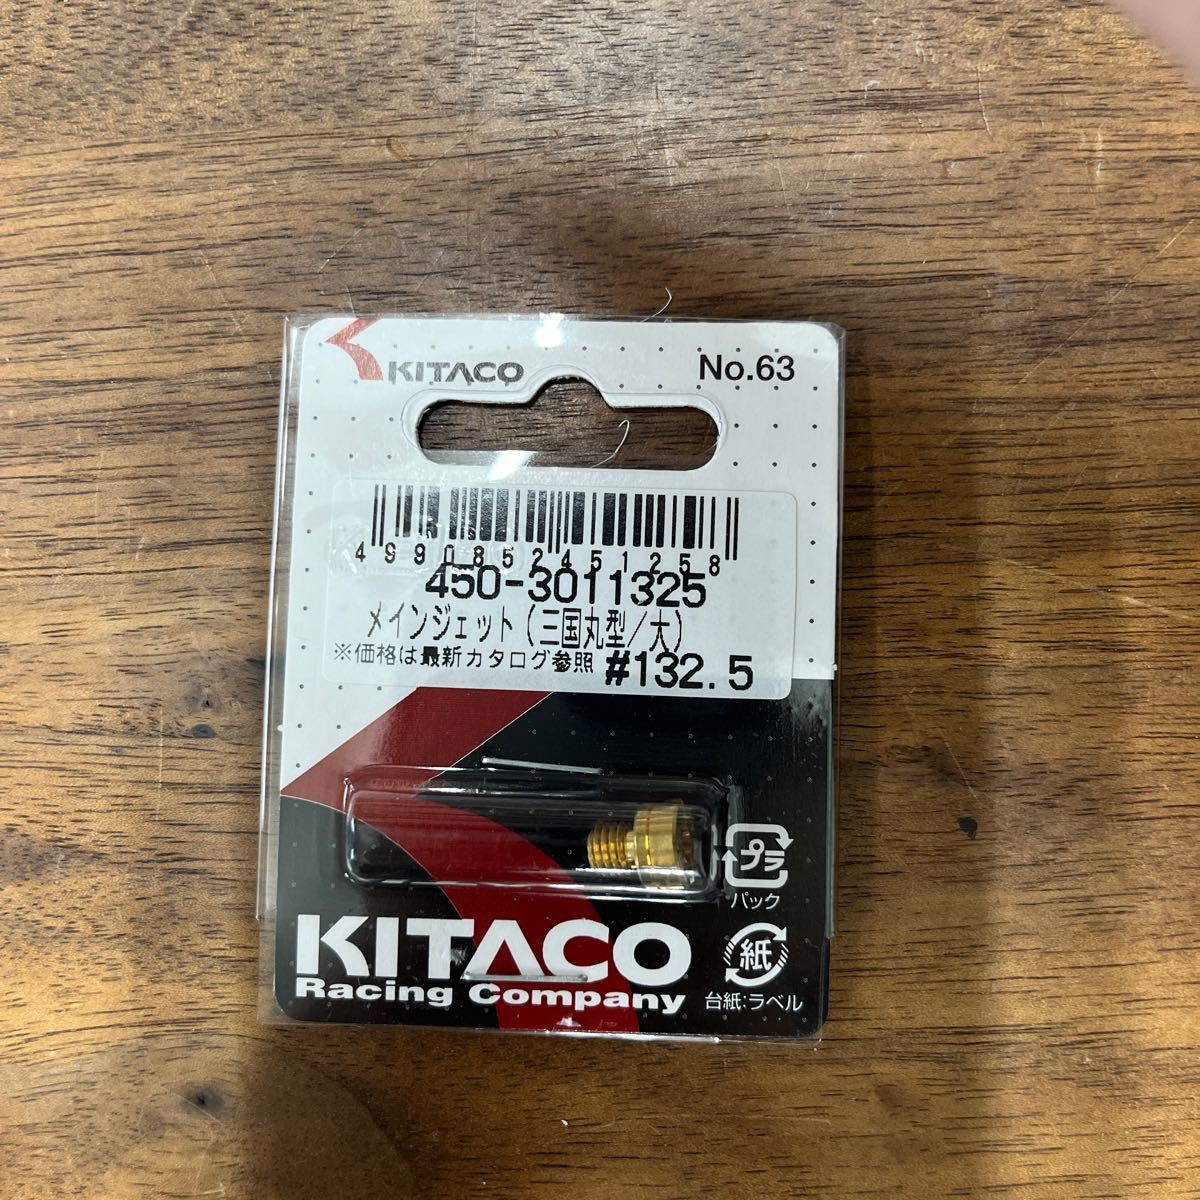 KITACO
No.63
4990852451258
450-3011325
メインジェット(三国丸型/大)
※価格は最新カタログ参照 #132.5
プラ
パック
KITACO
Racing Company
紙
台紙:ラベル